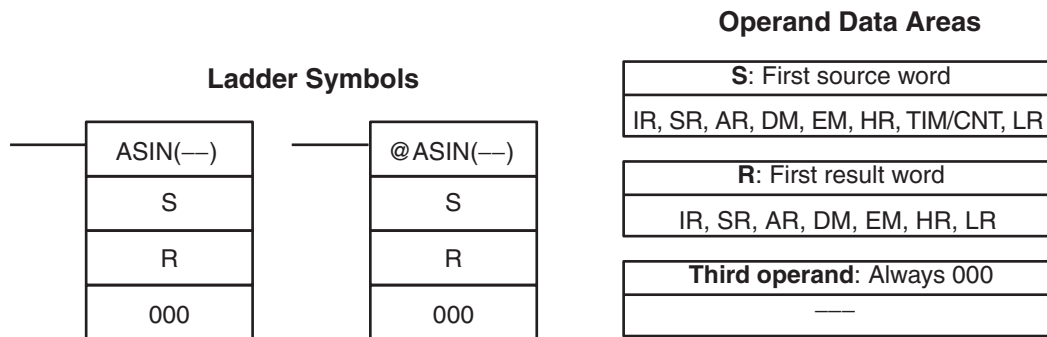 Ladder Symbols
ASIN(––)
S
R
000
@ASIN(––)
S
R
000
Operand Data Areas
S: First source word
IR, SR, AR, DM, EM, HR, TIM/CNT, LR
R: First result word
IR, SR, AR, DM, EM, HR, LR
Third operand: Always 000
–––